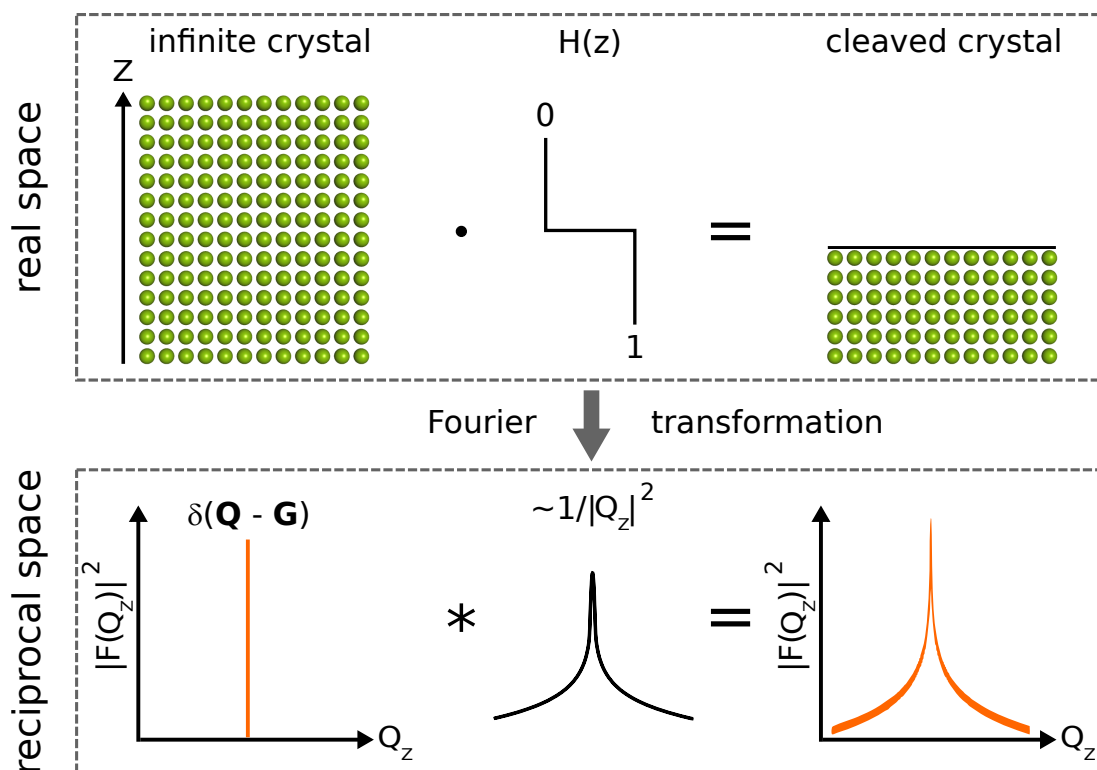 infinite crystal
H(z)
cleaved crystal
Z
0
•
=
1
real space
Fourier transformation
reciprocal space
δ(Q - G)
~1/|Q_z|²
|F(Q_z)|²
Q_z
*
=
|F(Q_z)|²
Q_z